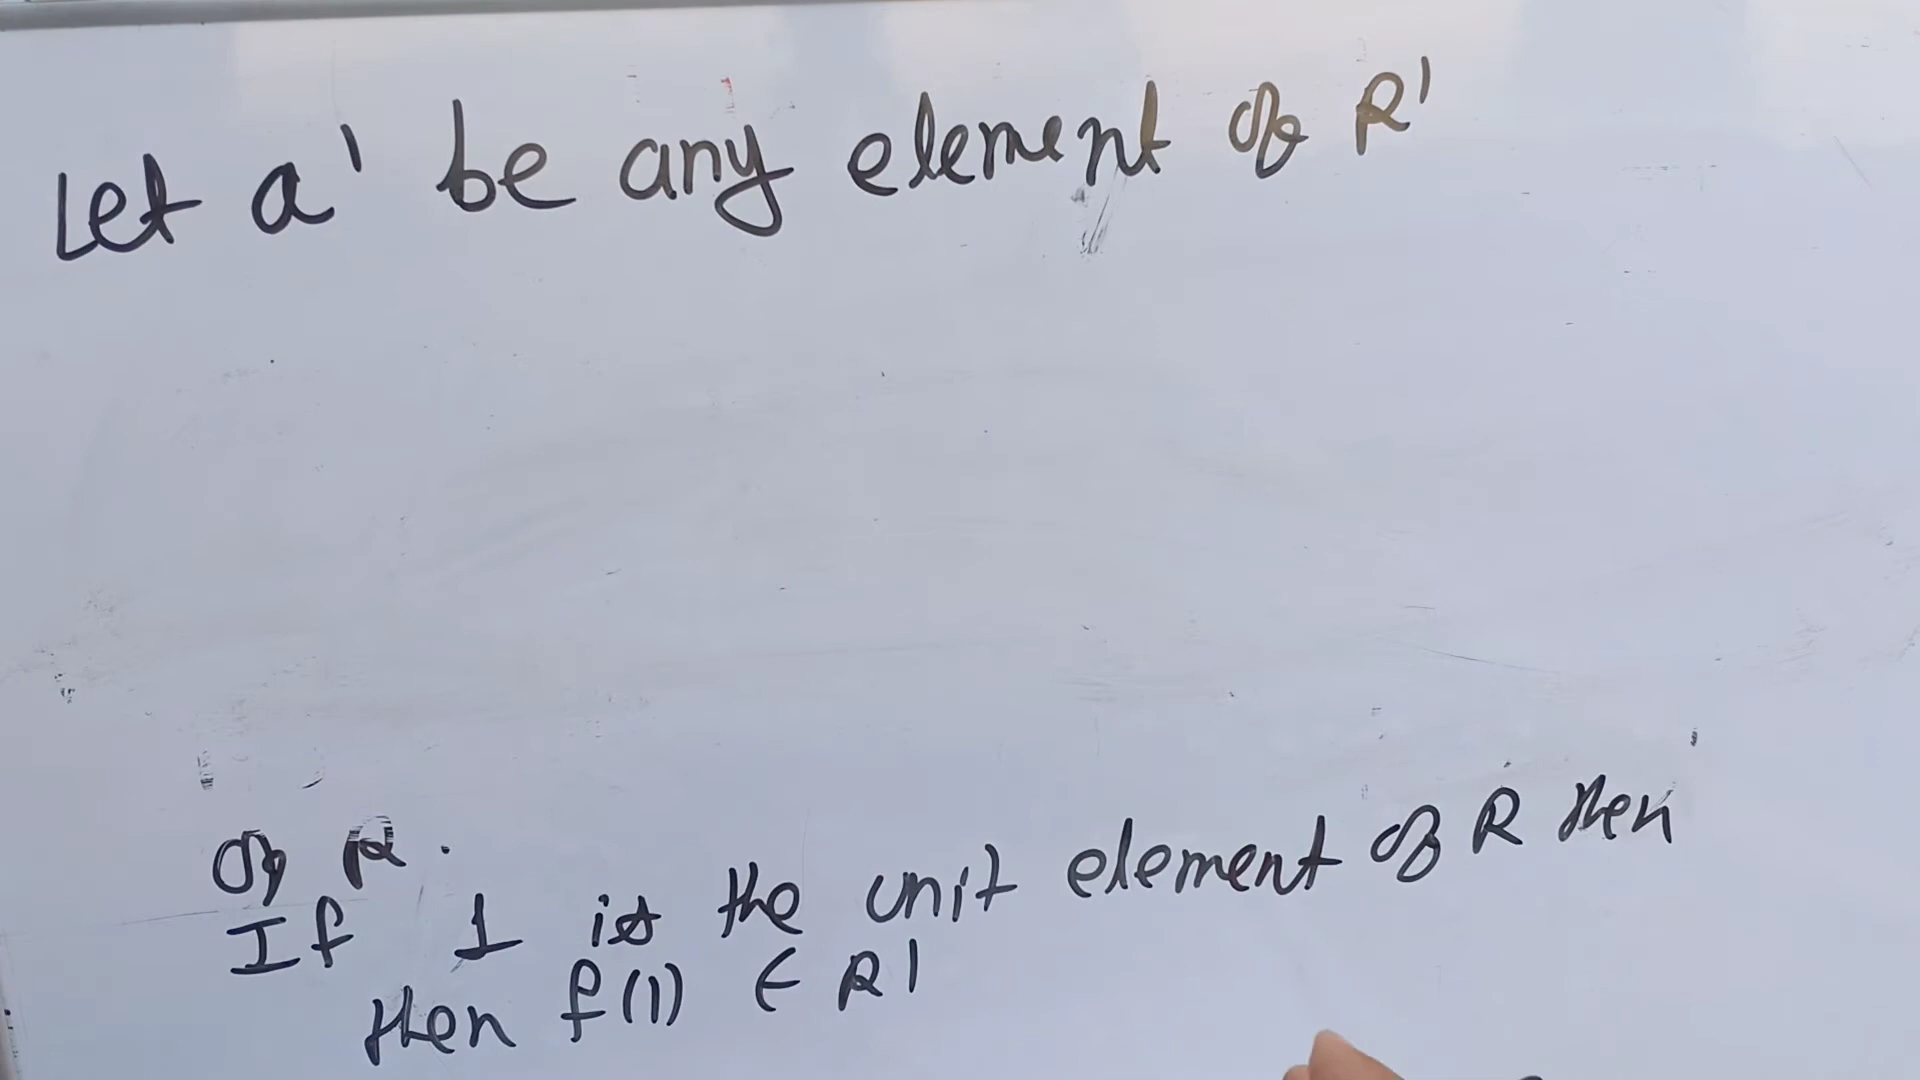 Let a' be any element of R'
of R.
If 1 is the unit element of R then
then f(1) ∈ R'